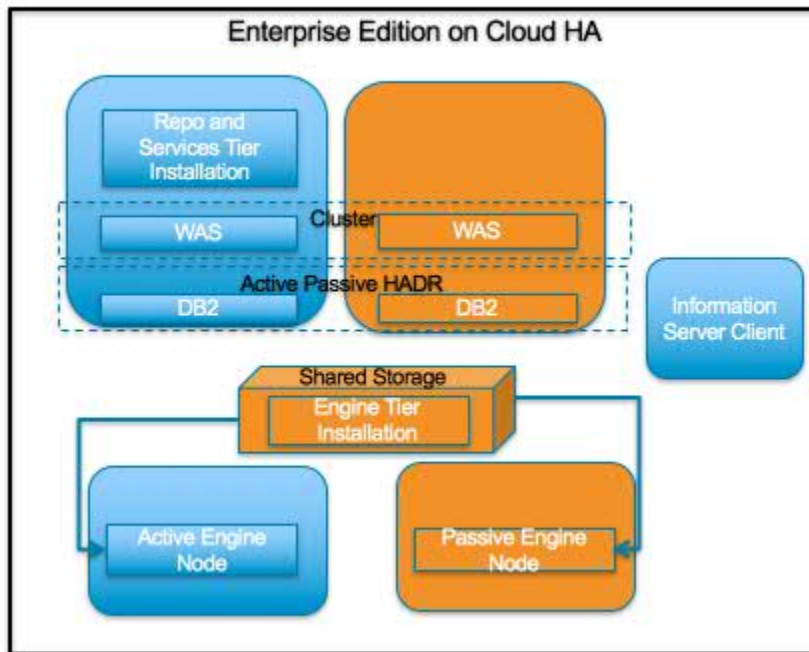 Enterprise Edition on Cloud HA
Repo and
Services Tier
Installation
Cluster
WAS
WAS
Active Passive HADR
DB2
DB2
Information
Server Client
Shared Storage
Engine Tier
Installation
Active Engine
Node
Passive Engine
Node